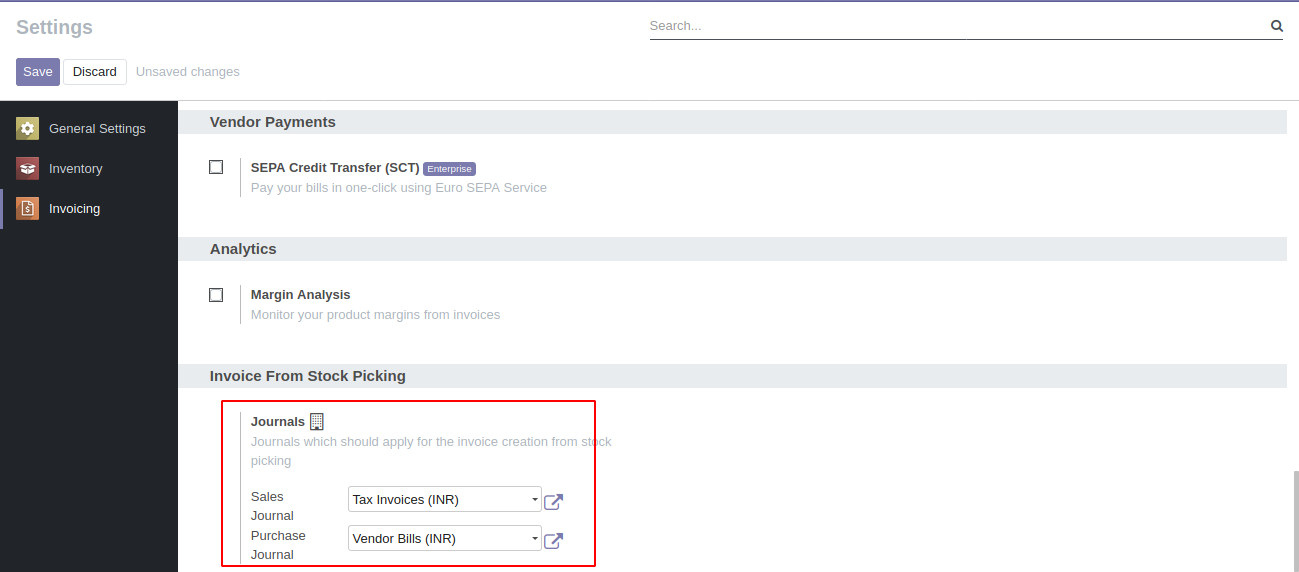 Settings
Search...
Save Discard Unsaved changes
General Settings
Inventory
Invoicing
Vendor Payments
SEPA Credit Transfer (SCT) Enterprise
Pay your bills in one-click using Euro SEPA Service
Analytics
Margin Analysis
Monitor your product margins from invoices
Invoice From Stock Picking
Journals
Journals which should apply for the invoice creation from stock
picking
Sales
Journal
Tax Invoices (INR)
Purchase
Journal
Vendor Bills (INR)